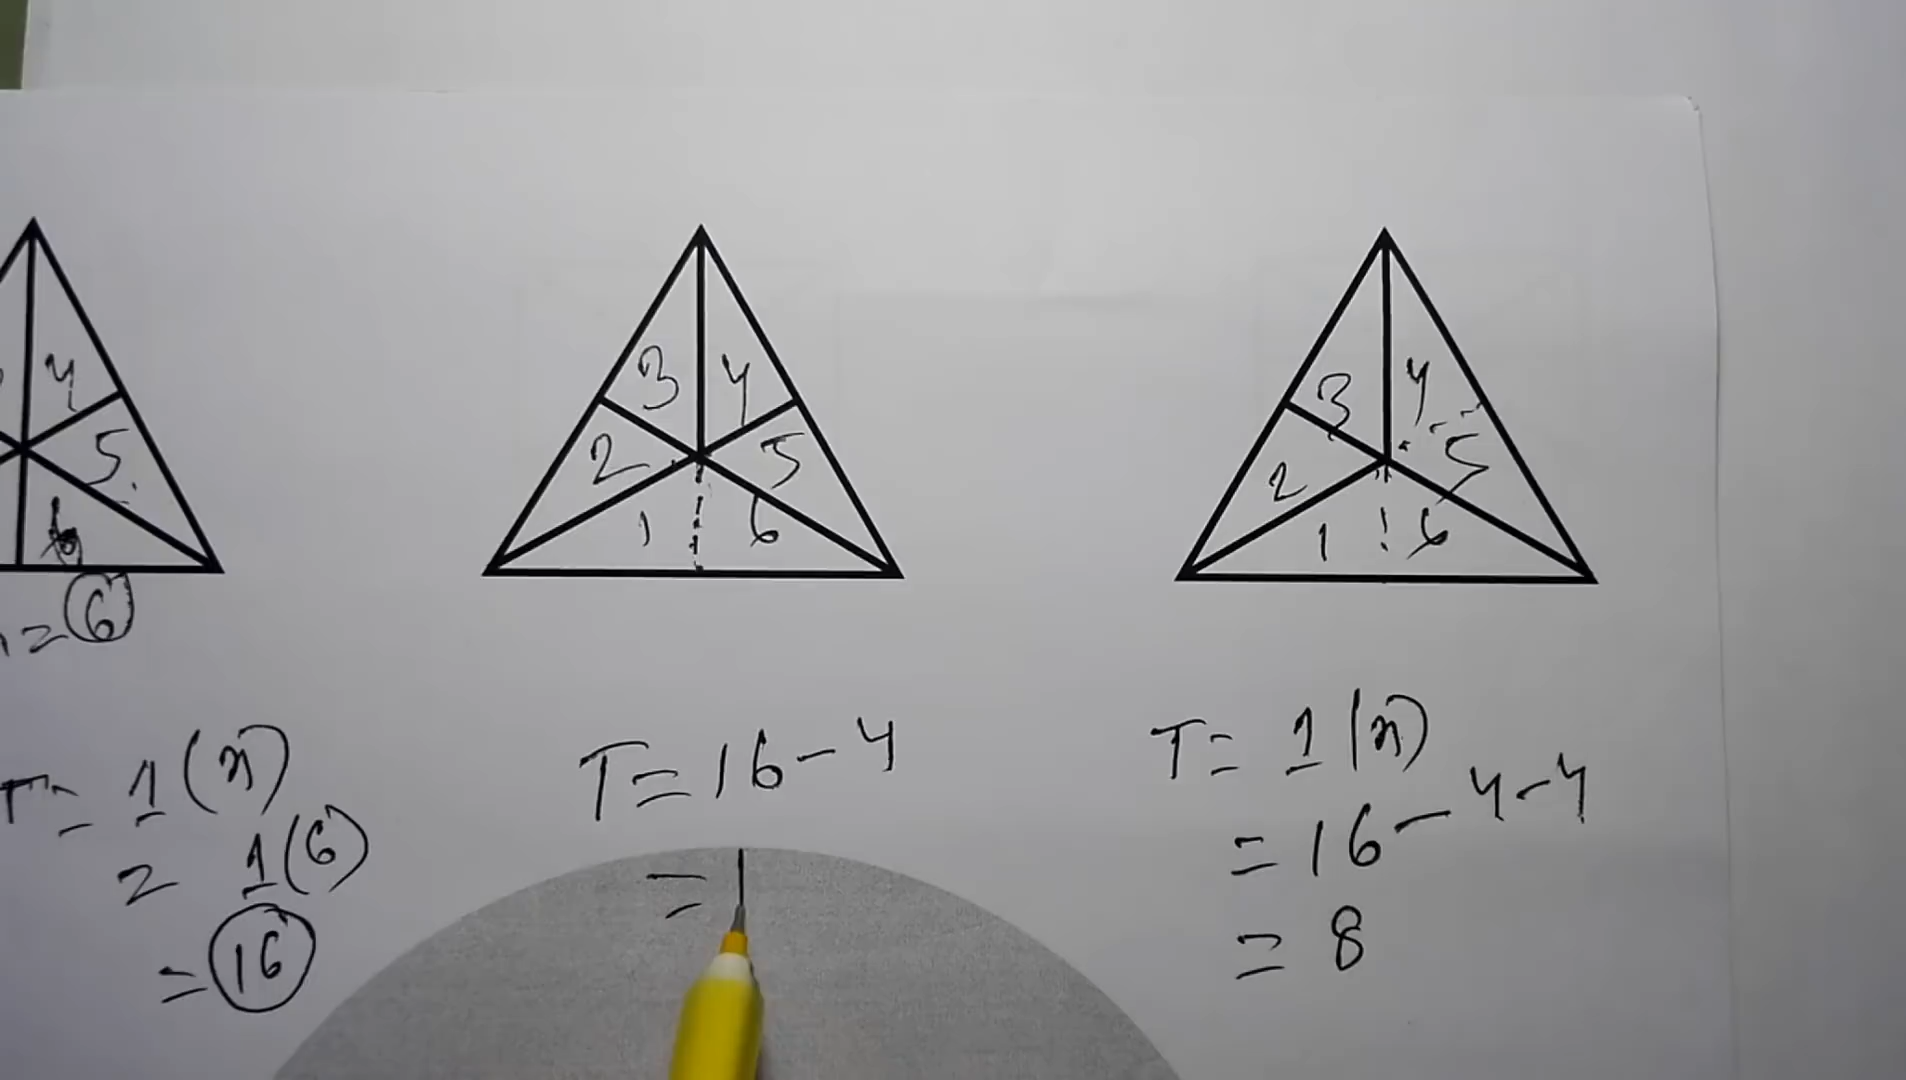 4
5
6
= 6
T = 1 (n)
= 1 (6)
= 16
3 4
2 5
1 6
T = 16 - 4
= 1
3 4
2 5
1 6
T = 1 (n)
= 16 - 4 - 4
= 8